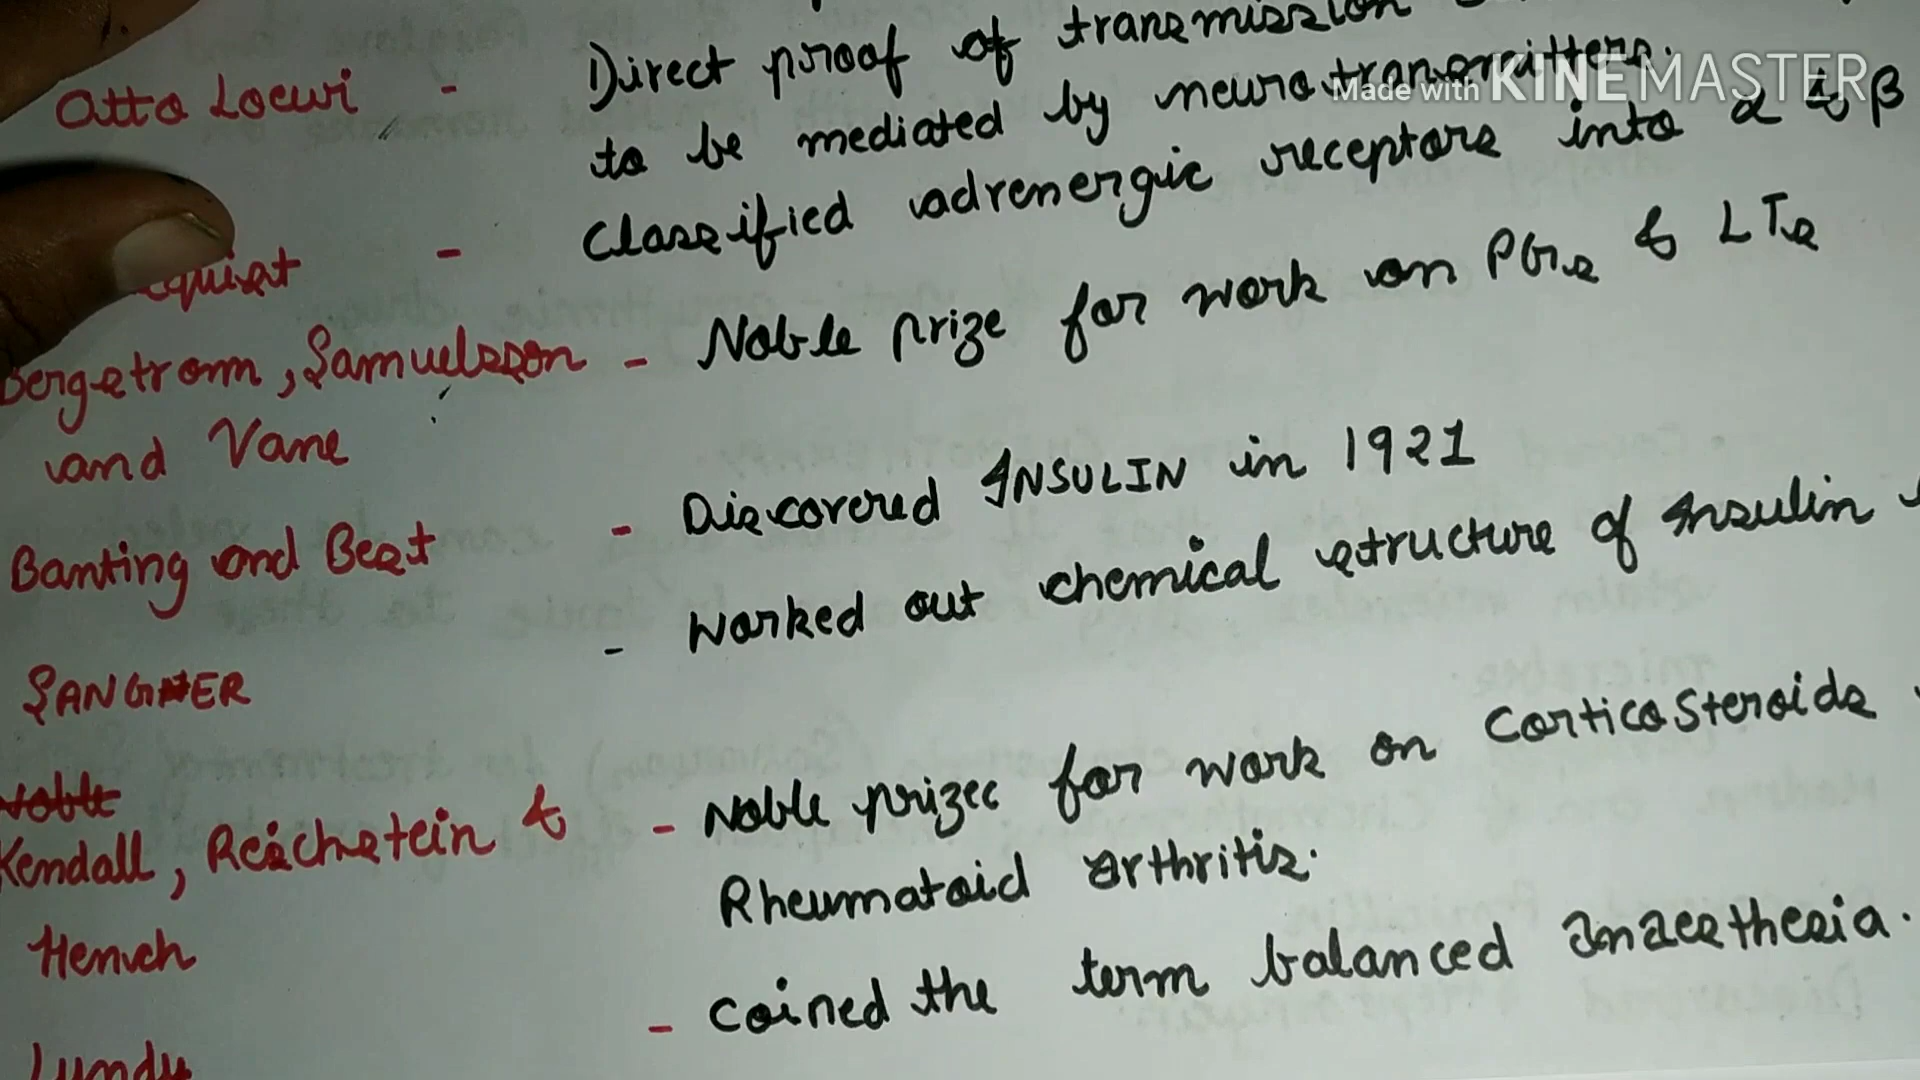 Otto Loewi - Direct proof of transmission
to be mediated by neurotransmitters.
- Classified adrenergic receptors into α & β
Bergstrom, Samuelsson - Noble prize for work on PGs & LTs
and Vane
Banting and Best - Discovered INSULIN in 1921
SANGER - Worked out chemical structure of Insulin
Noble
Kendall, Reichstein & - Noble prizes for work on Corticosteroids
Hench Rheumatoid arthritis.
Lundy - Coined the term balanced anaesthesia.
Made with KINEMASTER